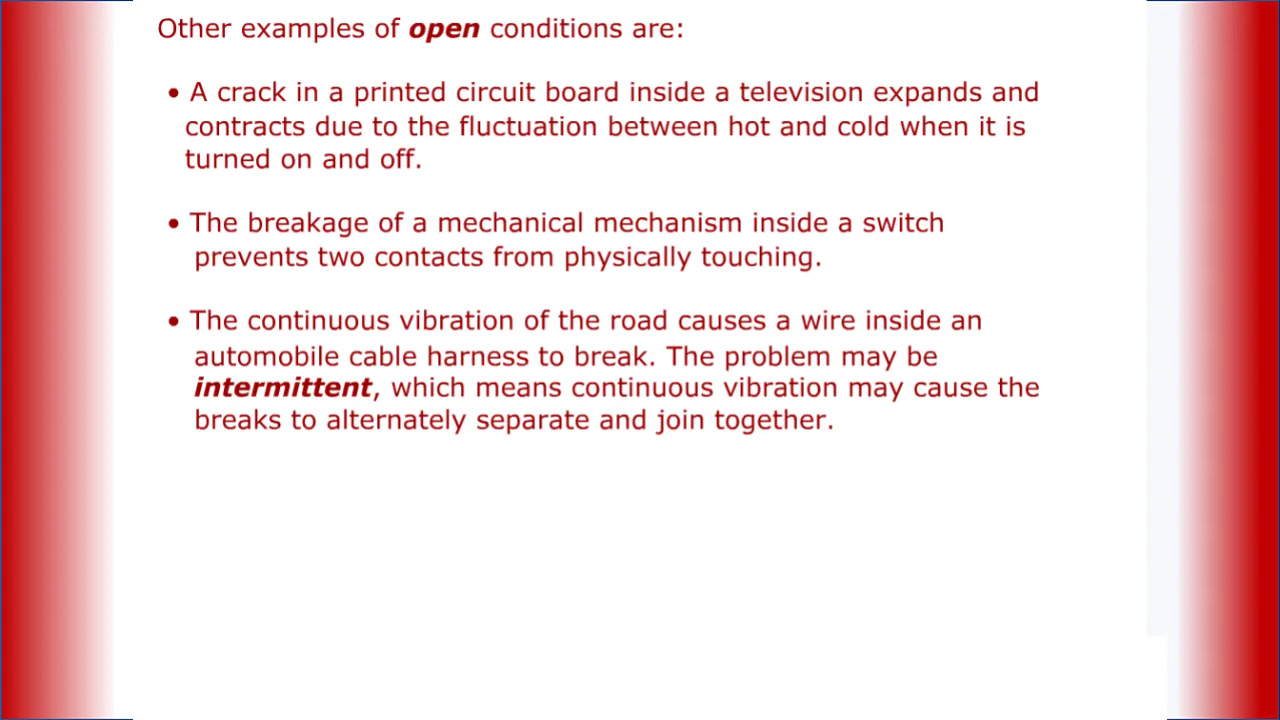 Other examples of open conditions are:
• A crack in a printed circuit board inside a television expands and
contracts due to the fluctuation between hot and cold when it is
turned on and off.
• The breakage of a mechanical mechanism inside a switch
prevents two contacts from physically touching.
• The continuous vibration of the road causes a wire inside an
automobile cable harness to break. The problem may be
intermittent, which means continuous vibration may cause the
breaks to alternately separate and join together.